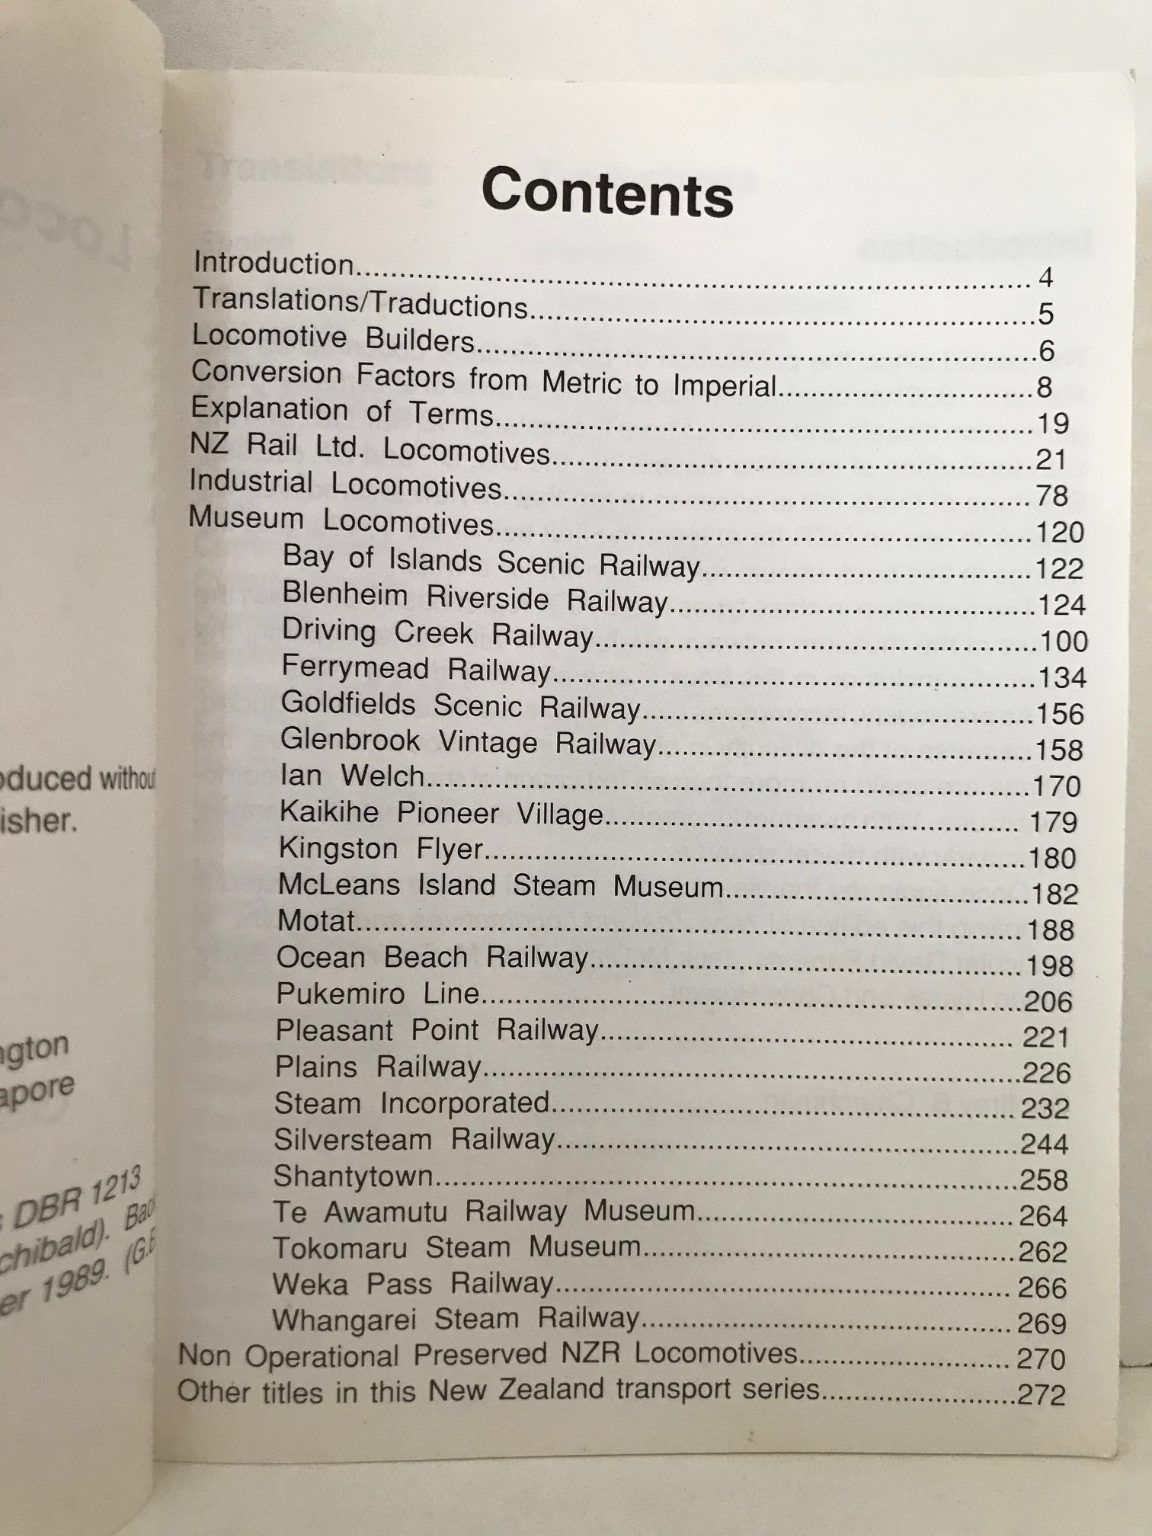 oduced without
isher.
ngton
apore
DBR 1213
chibald). Bac
er 1989. (G.B
Contents
Introduction.......... 4
Translations/Traductions..........5
Locomotive Builders..........6
Conversion Factors from Metric to Imperial..........8
Explanation of Terms..........19
NZ Rail Ltd. Locomotives..........21
Industrial Locomotives..........78
Museum Locomotives..........120
Bay of Islands Scenic Railway..........122
Blenheim Riverside Railway..........124
Driving Creek Railway..........100
Ferrymead Railway..........134
Goldfields Scenic Railway..........156
Glenbrook Vintage Railway..........158
Ian Welch..........170
Kaikihe Pioneer Village.......... 179
Kingston Flyer..........180
McLeans Island Steam Museum..........182
Motat..........188
Ocean Beach Railway..........198
Pukemiro Line..........206
Pleasant Point Railway.......... 221
Plains Railway..........226
Steam Incorporated..........232
Silversteam Railway..........244
Shantytown..........258
Te Awamutu Railway Museum..........264
Tokomaru Steam Museum..........262
Weka Pass Railway..........266
Whangarei Steam Railway..........269
Non Operational Preserved NZR Locomotives..........270
Other titles in this New Zealand transport series..........272